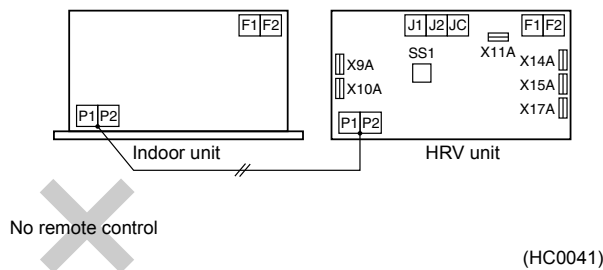 F1 F2
P1 P2
Indoor unit
J1 J2 JC
F1 F2
SS1
X11A
X9A
X10A
X14A
X15A
X17A
P1 P2
HRV unit
No remote control
(HC0041)